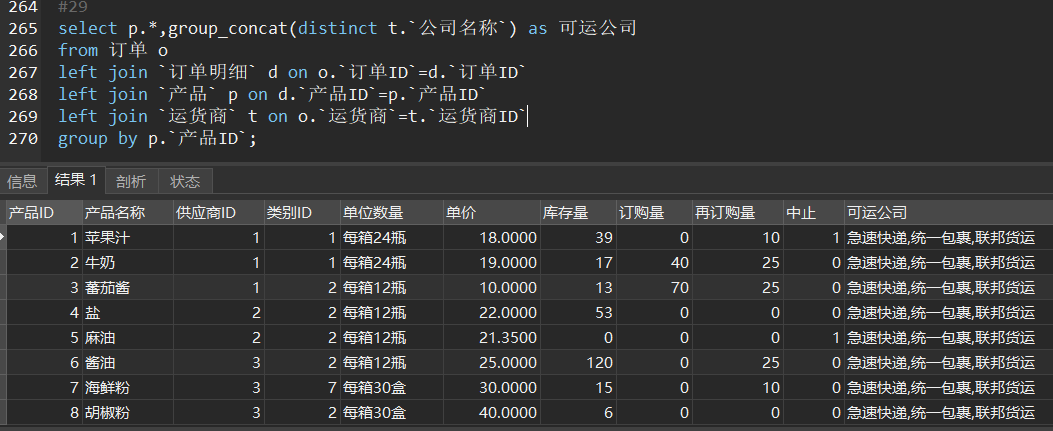 264 #29
265 select p.*,group_concat(distinct t.`公司名称`) as 可运公司
266 from 订单 o
267 left join `订单明细` d on o.`订单ID`=d.`订单ID`
268 left join `产品` p on d.`产品ID`=p.`产品ID`
269 left join `运货商` t on o.`运货商`=t.`运货商ID`
270 group by p.`产品ID`;
信息 结果 1 剖析 状态
产品ID 产品名称 供应商ID 类别ID 单位数量 单价 库存量 订购量 再订购量 中止 可运公司
1 苹果汁 1 1 每箱24瓶 18.0000 39 0 10 1 急速快递,统一包裹,联邦货运
2 牛奶 1 1 每箱24瓶 19.0000 17 40 25 0 急速快递,统一包裹,联邦货运
3 蕃茄酱 1 2 每箱12瓶 10.0000 13 70 25 0 急速快递,统一包裹,联邦货运
4 盐 2 2 每箱12瓶 22.0000 53 0 0 0 急速快递,统一包裹,联邦货运
5 麻油 2 2 每箱12瓶 21.3500 0 0 0 1 急速快递,统一包裹,联邦货运
6 酱油 3 2 每箱12瓶 25.0000 120 0 25 0 急速快递,统一包裹,联邦货运
7 海鲜粉 3 7 每箱30盒 30.0000 15 0 10 0 急速快递,统一包裹,联邦货运
8 胡椒粉 3 2 每箱30盒 40.0000 6 0 0 0 急速快递,统一包裹,联邦货运